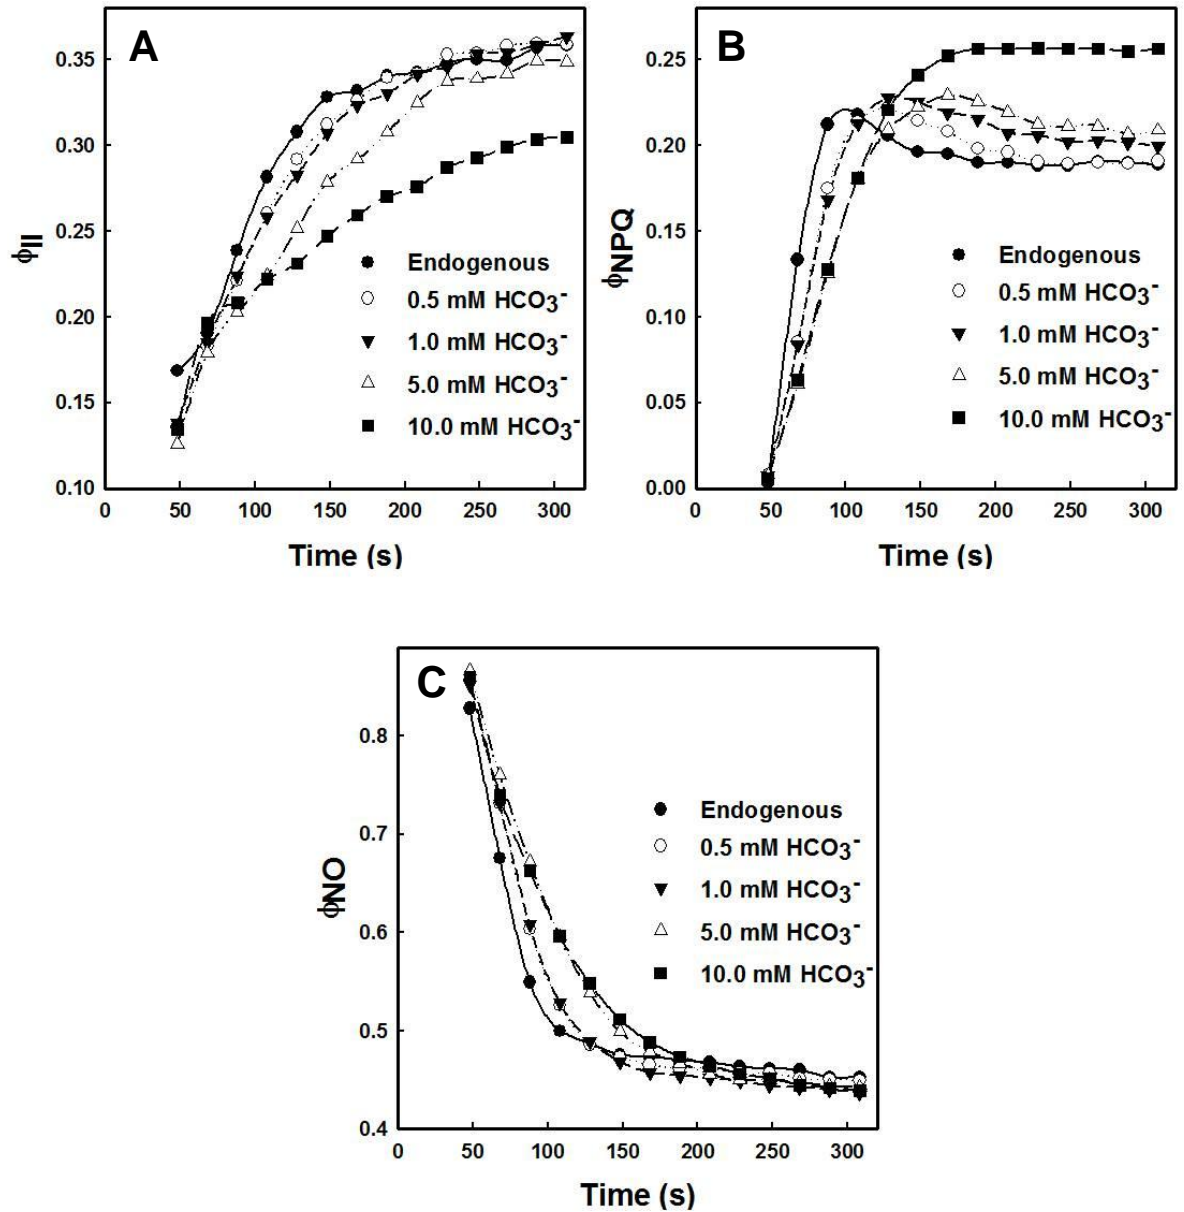 A
0.35
0.30
0.25
0.20
0.15
0.10
ϕII
Endogenous
0.5 mM HCO3-
1.0 mM HCO3-
5.0 mM HCO3-
10.0 mM HCO3-
0 50 100 150 200 250 300
Time (s)
B
0.25
0.20
0.15
0.10
0.05
0.00
ϕNPQ
Endogenous
0.5 mM HCO3-
1.0 mM HCO3-
5.0 mM HCO3-
10.0 mM HCO3-
0 50 100 150 200 250 300
Time (s)
C
0.8
0.7
0.6
0.5
0.4
ϕNO
Endogenous
0.5 mM HCO3-
1.0 mM HCO3-
5.0 mM HCO3-
10.0 mM HCO3-
0 50 100 150 200 250 300
Time (s)